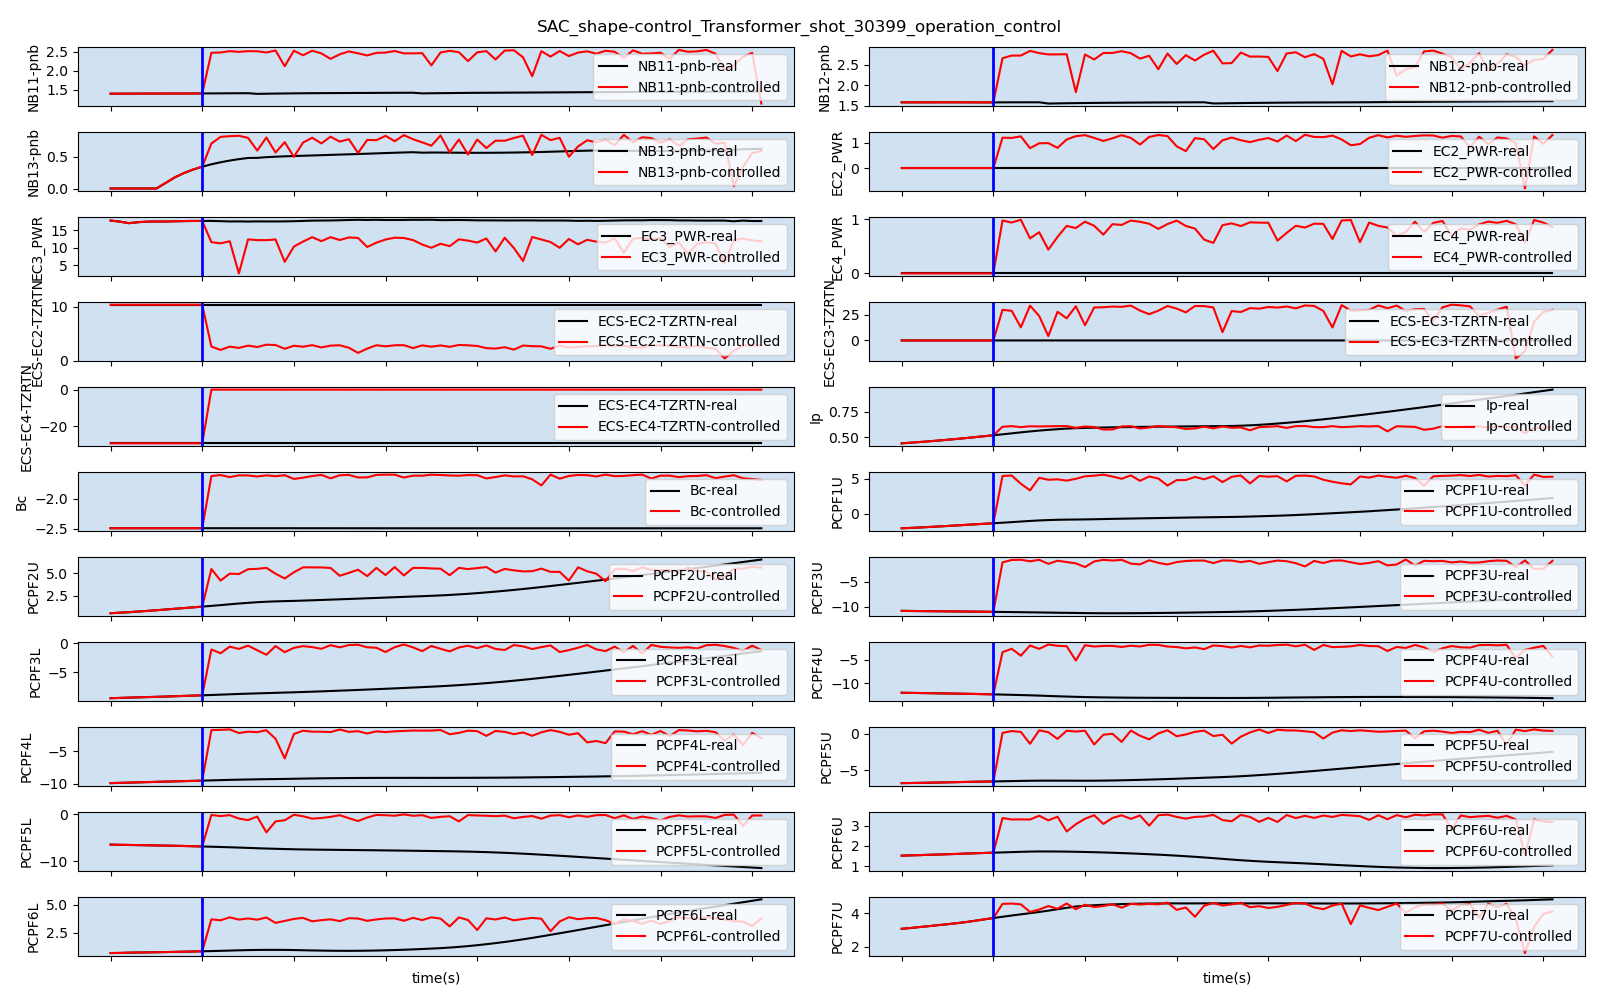 SAC_shape-control_Transformer_shot_30399_operation_control
NB11-pnb
2.5
2.0
1.5
NB11-pnb-real
NB11-pnb-controlled
NB12-pnb
2.5
2.0
1.5
NB12-pnb-real
NB12-pnb-controlled
NB13-pnb
0.5
0.0
NB13-pnb-real
NB13-pnb-controlled
EC2_PWR
1
0
EC2_PWR-real
EC2_PWR-controlled
EC3_PWR
15
10
5
EC3_PWR-real
EC3_PWR-controlled
EC4_PWR
1
0
EC4_PWR-real
EC4_PWR-controlled
ECS-EC2-TZRTN
10
0
ECS-EC2-TZRTN-real
ECS-EC2-TZRTN-controlled
ECS-EC3-TZRTN
25
0
ECS-EC3-TZRTN-real
ECS-EC3-TZRTN-controlled
ECS-EC4-TZRTN
0
−20
ECS-EC4-TZRTN-real
ECS-EC4-TZRTN-controlled
Ip
0.75
0.50
Ip-real
Ip-controlled
Bc
−2.0
−2.5
Bc-real
Bc-controlled
PCPF1U
5
0
PCPF1U-real
PCPF1U-controlled
PCPF2U
5.0
2.5
PCPF2U-real
PCPF2U-controlled
PCPF3U
−5
−10
PCPF3U-real
PCPF3U-controlled
PCPF3L
0
−5
PCPF3L-real
PCPF3L-controlled
PCPF4U
−5
−10
PCPF4U-real
PCPF4U-controlled
PCPF4L
−5
−10
PCPF4L-real
PCPF4L-controlled
PCPF5U
0
−5
PCPF5U-real
PCPF5U-controlled
PCPF5L
0
−10
PCPF5L-real
PCPF5L-controlled
PCPF6U
3
2
1
PCPF6U-real
PCPF6U-controlled
PCPF6L
5.0
2.5
PCPF6L-real
PCPF6L-controlled
PCPF7U
4
2
PCPF7U-real
PCPF7U-controlled
time(s)
time(s)